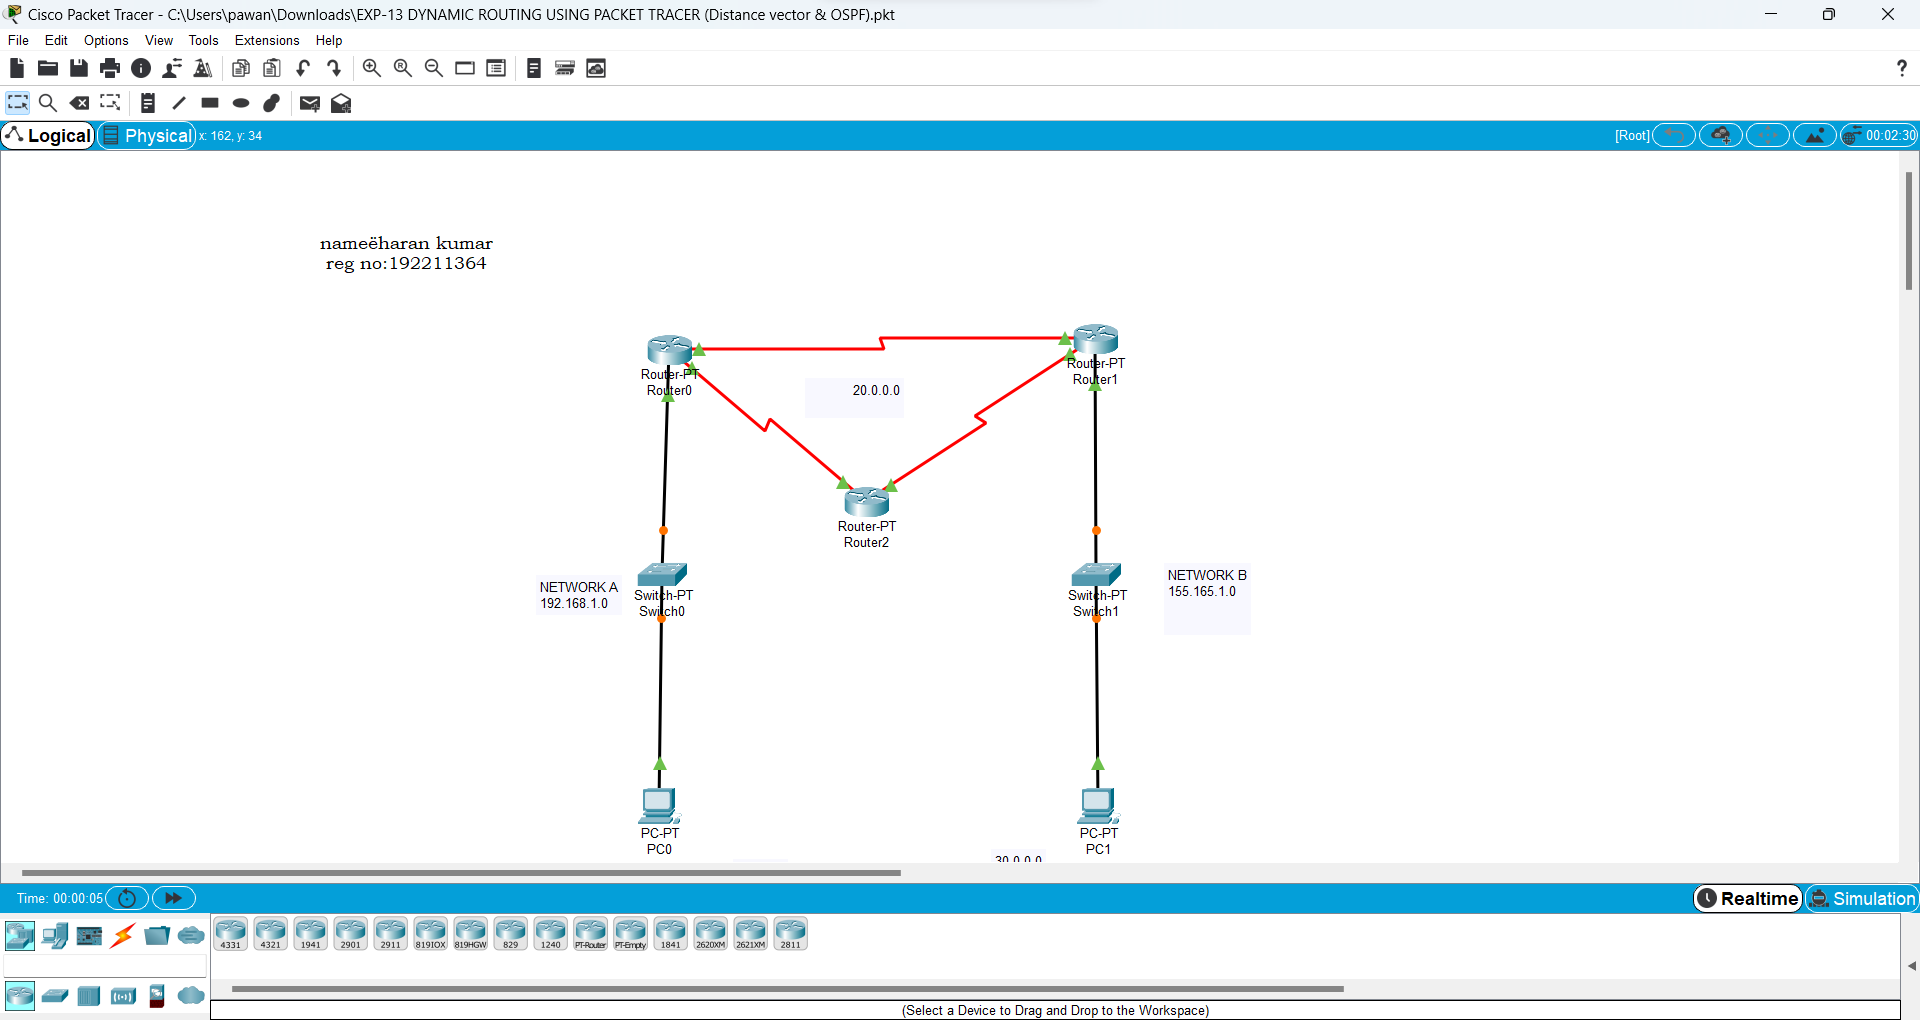 Cisco Packet Tracer - C:\Users\pawan\Downloads\EXP-13 DYNAMIC ROUTING USING PACKET TRACER (Distance vector & OSPF).pkt
File Edit Options View Tools Extensions Help
?
Logical Physical x: 162, y: 34 [Root] 00:02:30
nameëharan kumar
reg no:192211364
Router-PT
Router0
Router-PT
Router1
20.0.0.0
Router-PT
Router2
NETWORK A
192.168.1.0
Switch-PT
Switch0
Switch-PT
Switch1
NETWORK B
155.165.1.0
PC-PT
PC0
PC-PT
PC1
30.0.0.0
Time: 00:00:05 Realtime Simulation
4331 4321 1941 2901 2911 819IOX 819HGW 829 1240 PT-Router PT-Empty 1841 2620XM 2621XM 2811
(Select a Device to Drag and Drop to the Workspace)